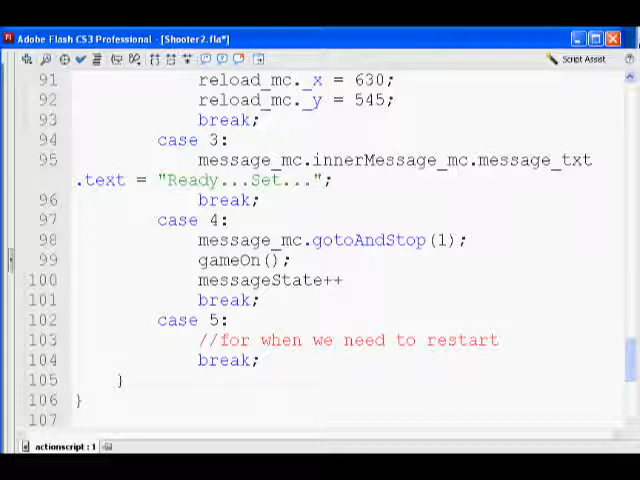 Adobe Flash CS3 Professional - [Shooter2.fla*]
Script Assist
91 reload_mc._x = 630;
92 reload_mc._y = 545;
93 break;
94 case 3:
95 message_mc.innerMessage_mc.message_txt
.text = "Ready...Set...";
96 break;
97 case 4:
98 message_mc.gotoAndStop(1);
99 gameOn();
100 messageState++
101 break;
102 case 5:
103 //for when we need to restart
104 break;
105 }
106 }
107
actionscript : 1